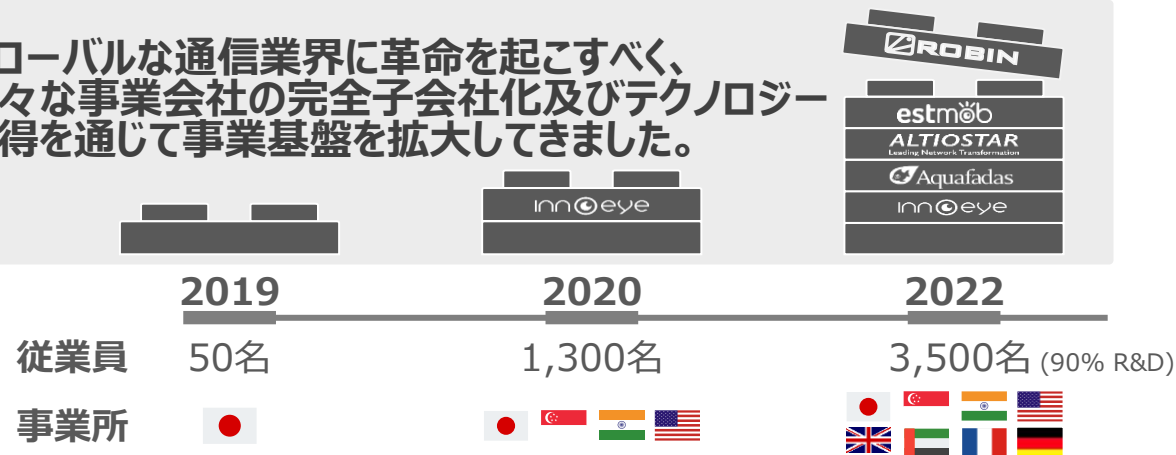 ローバルな通信業界に革命を起こすべく、
々な事業会社の完全子会社化及びテクノロジー
得を通じて事業基盤を拡大してきました。
ROBIN
estmob
ALTIOSTAR
Leading Network Transformation
Aquafadas
innoeye
innoeye
2019 2020 2022
従業員 50名 1,300名 3,500名 (90% R&D)
事業所